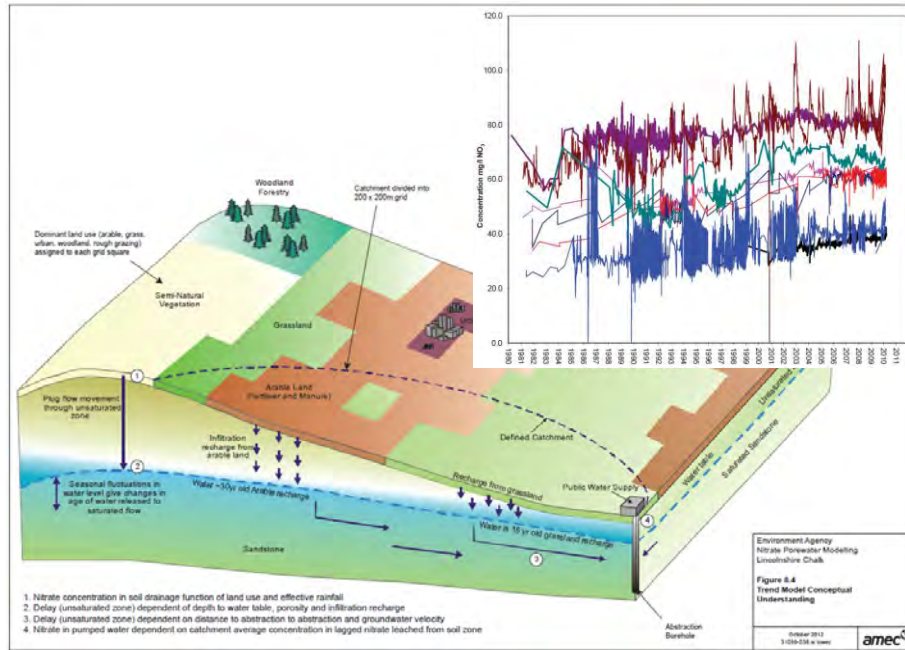 120.0
100.0
80.0
60.0
40.0
20.0
0.0
Concentration mg/l NO3
1980
1981
1982
1983
1984
1985
1986
1987
1988
1989
1990
1991
1992
1993
1994
1995
1996
1997
1998
1999
2000
2001
2002
2003
2004
2005
2006
2007
2008
2009
2010
2011
Woodland
Forestry
Catchment divided into
200 x 200m grid
Dominant land use (arable, grass,
urban, woodland, rough grazing)
assigned to each grid square
Semi-Natural
Vegetation
Grassland
1
Plug flow movement
through unsaturated
zone
Arable Land
(Fertiliser and Manure)
Defined Catchment
Unsaturated
Water table
Saturated Sandstone
Infiltration
recharge from
arable land
2
Seasonal fluctuations in
water level give changes in
age of water released to
saturated flow
Water ~30yr old Arable recharge
Recharge from grassland
Public Water Supply
4
Water is 16 yr old grassland recharge
3
Sandstone
Abstraction
Borehole
1. Nitrate concentration in soil drainage function of land use and effective rainfall
2. Delay (unsaturated zone) dependent of depth to water table, porosity and infiltration recharge
3. Delay (unsaturated zone) dependent on distance to abstraction to abstraction and groundwater velocity
4. Nitrate in pumped water dependent on catchment average concentration in lagged nitrate leached from soil zone
Environment Agency
Nitrate Porewater Modelling
Lincolnshire Chalk
Figure 8.4
Trend Model Conceptual
Understanding
October 2012
amec